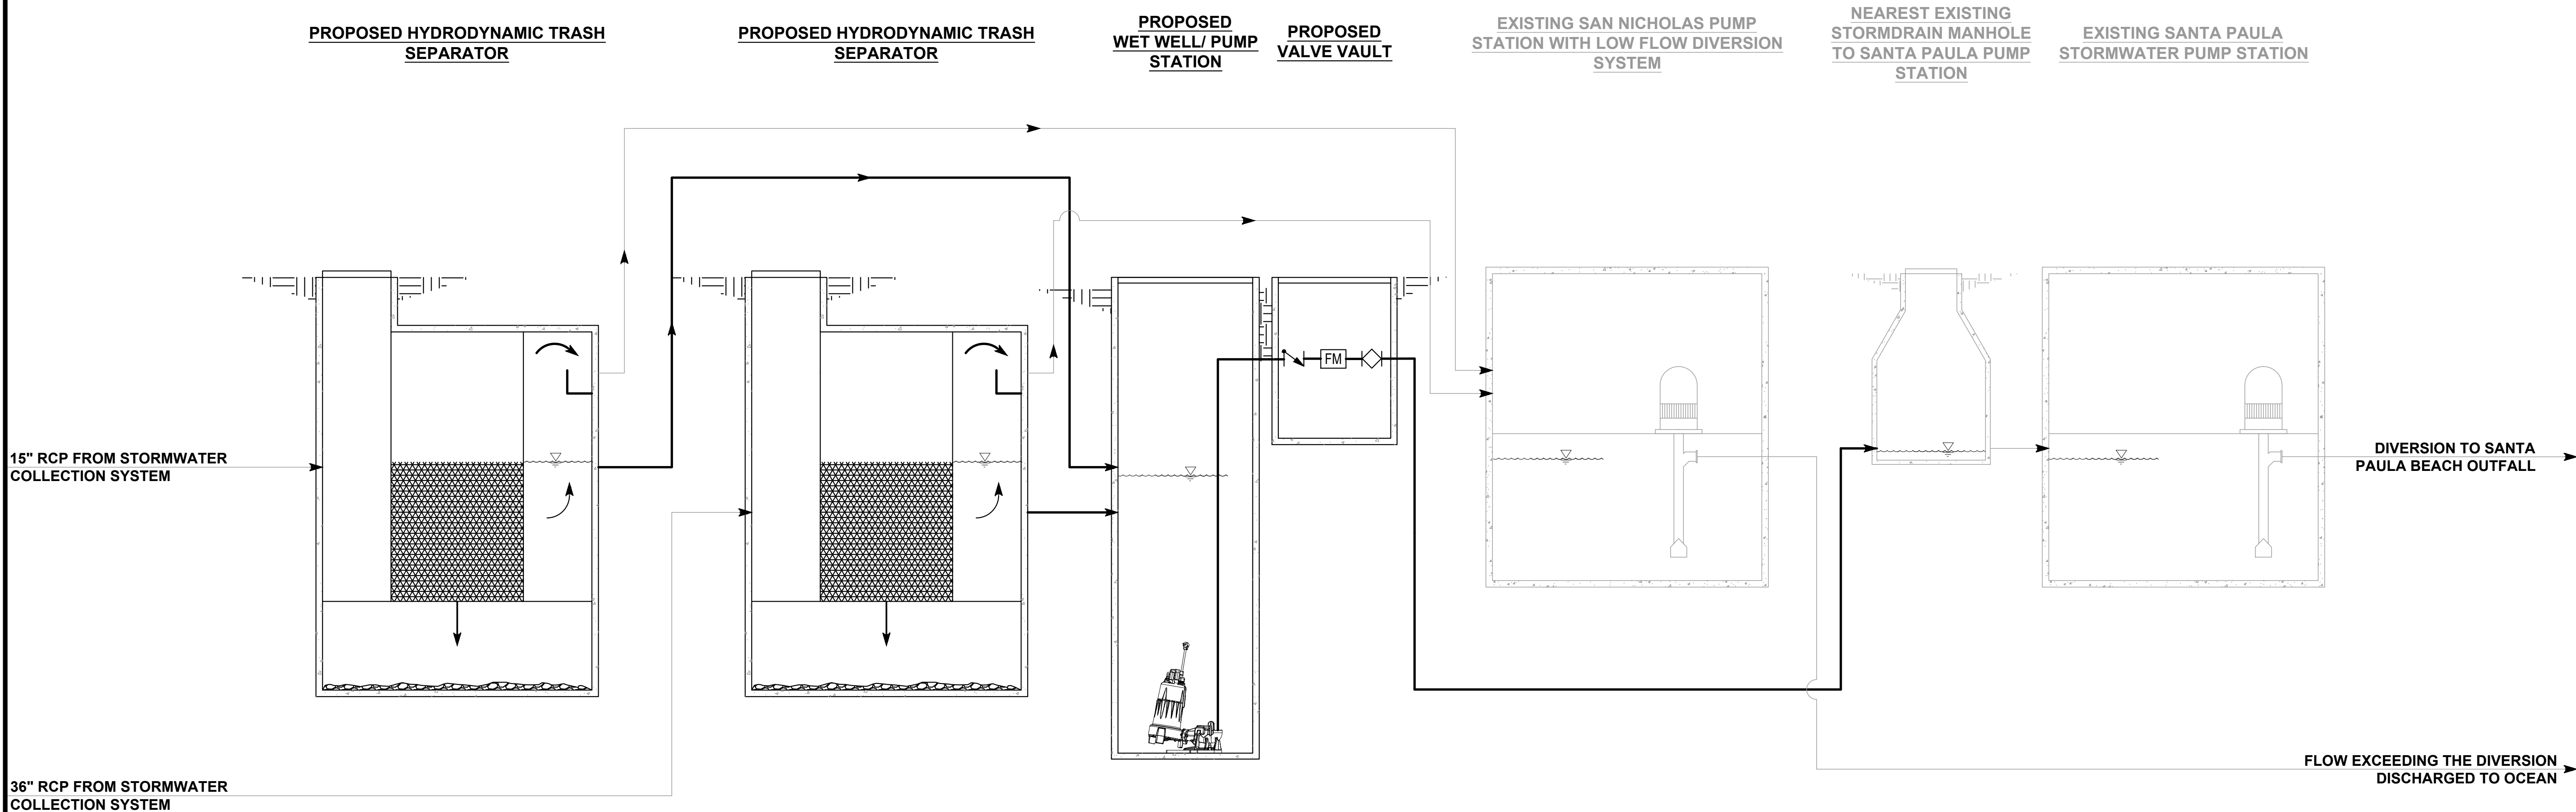 PROPOSED HYDRODYNAMIC TRASH
SEPARATOR
PROPOSED HYDRODYNAMIC TRASH
SEPARATOR
PROPOSED
WET WELL/ PUMP
STATION
PROPOSED
VALVE VAULT
EXISTING SAN NICHOLAS PUMP
STATION WITH LOW FLOW DIVERSION
SYSTEM
NEAREST EXISTING
STORMDRAIN MANHOLE
TO SANTA PAULA PUMP
STATION
EXISTING SANTA PAULA
STORMWATER PUMP STATION
FM
15" RCP FROM STORMWATER
COLLECTION SYSTEM
DIVERSION TO SANTA
PAULA BEACH OUTFALL
36" RCP FROM STORMWATER
COLLECTION SYSTEM
FLOW EXCEEDING THE DIVERSION
DISCHARGED TO OCEAN